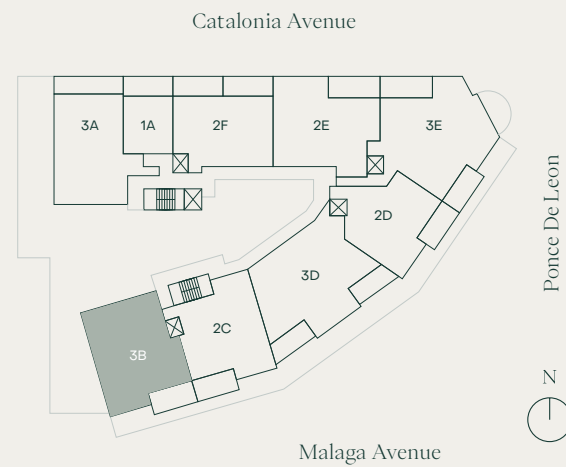 Catalonia Avenue
3A
1A
2F
2E
3E
2D
Ponce De Leon
3D
2C
3B
N
Malaga Avenue